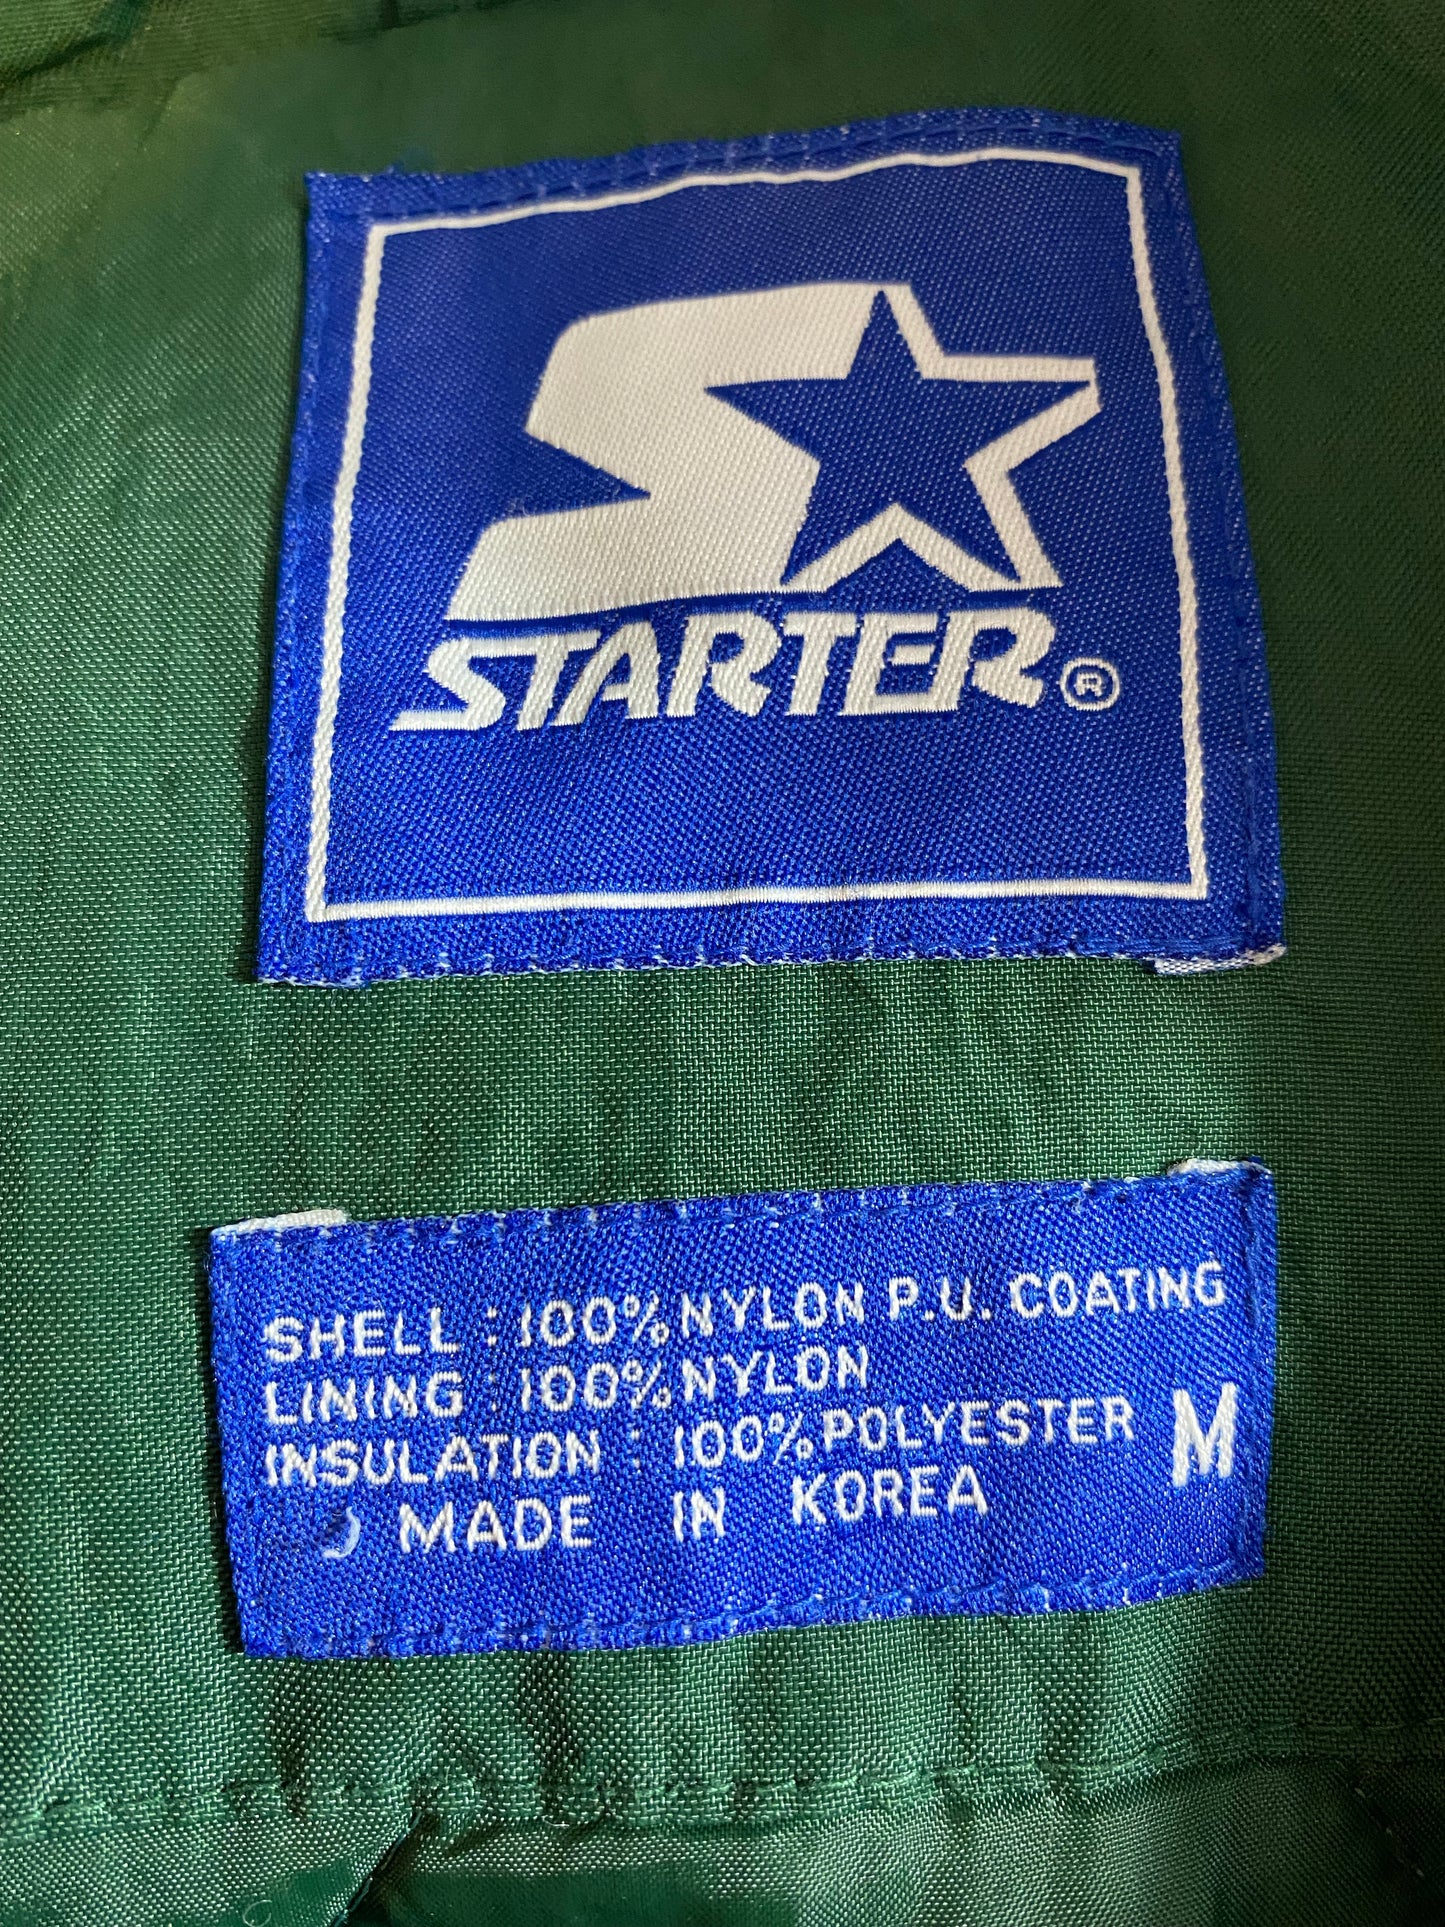 STARTER®
SHELL : 100% NYLON P.U. COATING
LINING : 100% NYLON
INSULATION : 100% POLYESTER M
MADE IN KOREA